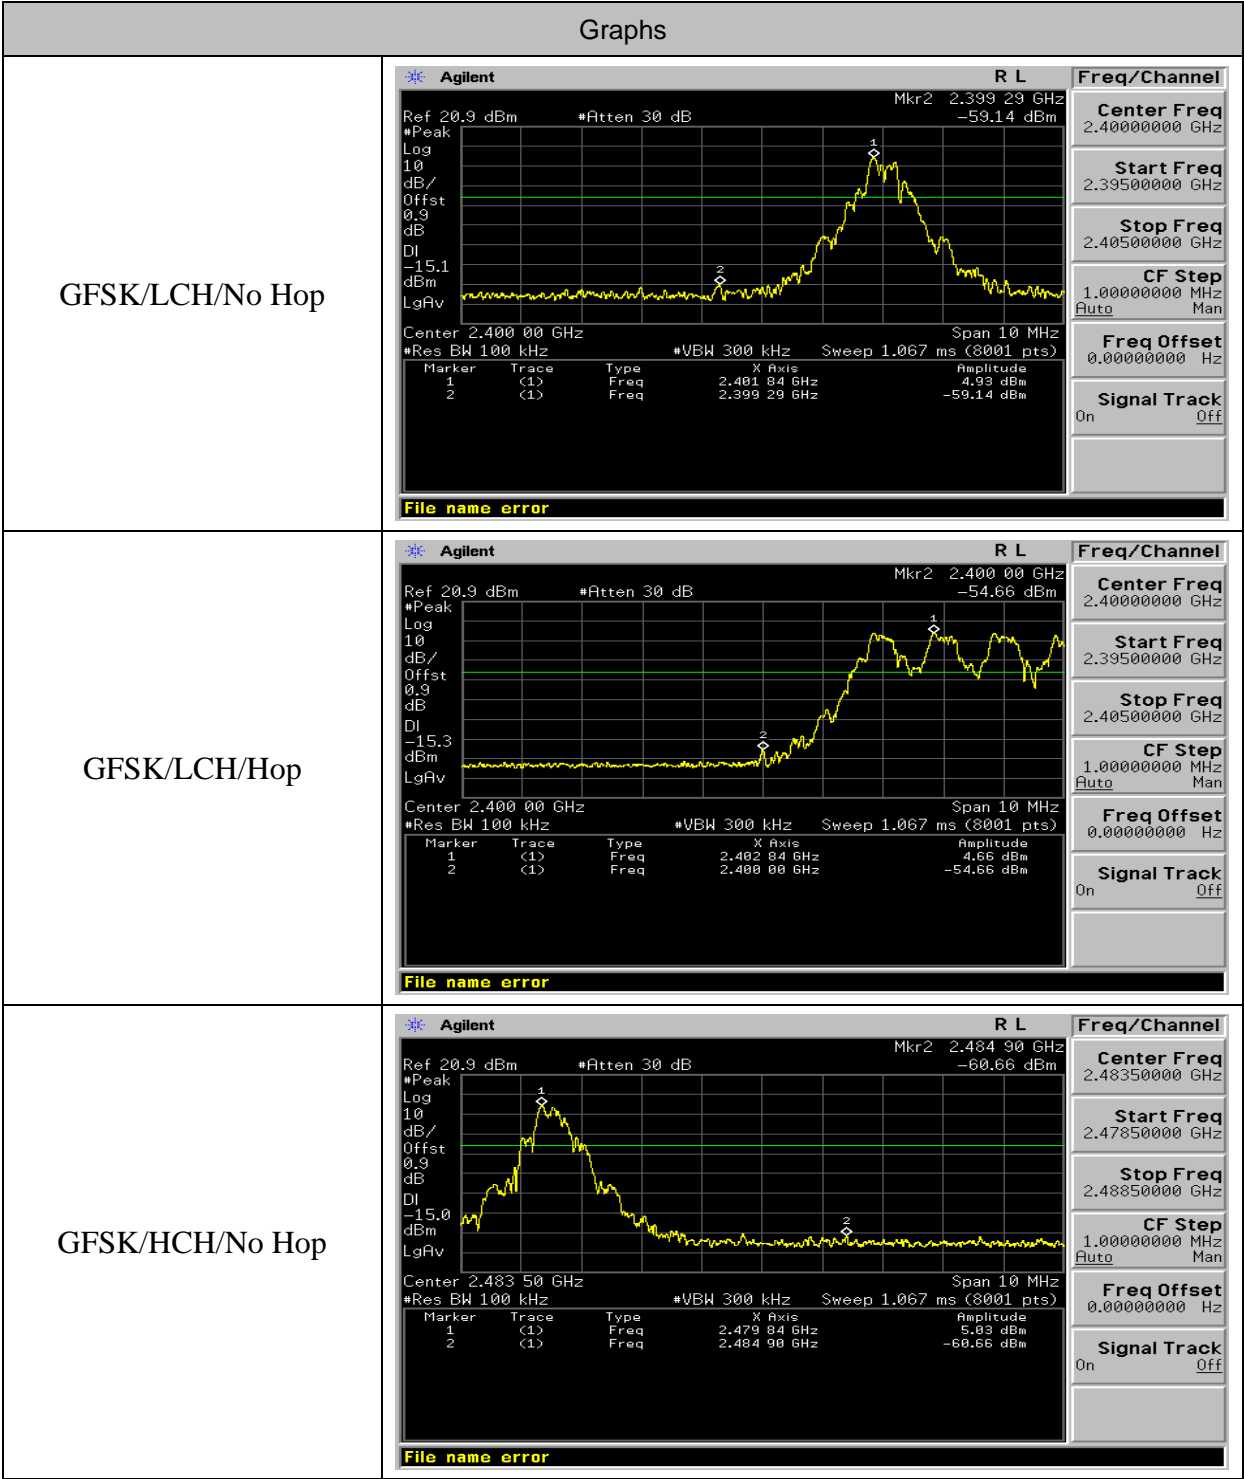 Graphs
GFSK/LCH/No Hop
Agilent R L Freq/Channel
Mkr2 2.399 29 GHz
Ref 20.9 dBm #Atten 30 dB -59.14 dBm
#Peak
Log
10
dB/
Offst
0.9
dB
DI
-15.1
dBm
LgAv
1
2
Center 2.400 00 GHz Span 10 MHz
#Res BW 100 kHz #VBW 300 kHz Sweep 1.067 ms (8001 pts)
Marker Trace Type X Axis Amplitude
1 (1) Freq 2.401 84 GHz 4.93 dBm
2 (1) Freq 2.399 29 GHz -59.14 dBm
File name error
Center Freq
2.40000000 GHz
Start Freq
2.39500000 GHz
Stop Freq
2.40500000 GHz
CF Step
1.00000000 MHz
Auto Man
Freq Offset
0.00000000 Hz
Signal Track
On Off
GFSK/LCH/Hop
Agilent R L Freq/Channel
Mkr2 2.400 00 GHz
Ref 20.9 dBm #Atten 30 dB -54.66 dBm
#Peak
Log
10
dB/
Offst
0.9
dB
DI
-15.3
dBm
LgAv
1
2
Center 2.400 00 GHz Span 10 MHz
#Res BW 100 kHz #VBW 300 kHz Sweep 1.067 ms (8001 pts)
Marker Trace Type X Axis Amplitude
1 (1) Freq 2.402 84 GHz 4.66 dBm
2 (1) Freq 2.400 00 GHz -54.66 dBm
File name error
Center Freq
2.40000000 GHz
Start Freq
2.39500000 GHz
Stop Freq
2.40500000 GHz
CF Step
1.00000000 MHz
Auto Man
Freq Offset
0.00000000 Hz
Signal Track
On Off
GFSK/HCH/No Hop
Agilent R L Freq/Channel
Mkr2 2.484 90 GHz
Ref 20.9 dBm #Atten 30 dB -60.66 dBm
#Peak
Log
10
dB/
Offst
0.9
dB
DI
-15.0
dBm
LgAv
1
2
Center 2.483 50 GHz Span 10 MHz
#Res BW 100 kHz #VBW 300 kHz Sweep 1.067 ms (8001 pts)
Marker Trace Type X Axis Amplitude
1 (1) Freq 2.479 84 GHz 5.03 dBm
2 (1) Freq 2.484 90 GHz -60.66 dBm
File name error
Center Freq
2.48350000 GHz
Start Freq
2.47850000 GHz
Stop Freq
2.48850000 GHz
CF Step
1.00000000 MHz
Auto Man
Freq Offset
0.00000000 Hz
Signal Track
On Off